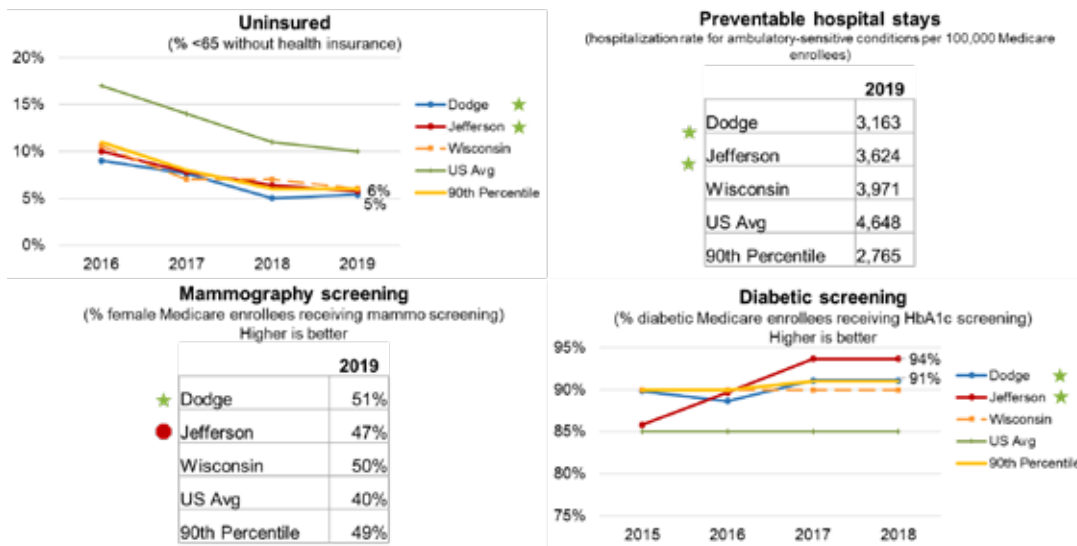 Uninsured
(% <65 without health insurance)
20%
15%
10%
5%
0%
6%
5%
2016 2017 2018 2019
Dodge
Jefferson
Wisconsin
US Avg
90th Percentile
Preventable hospital stays
(hospitalization rate for ambulatory-sensitive conditions per 100,000 Medicare
enrollees)
2019
Dodge 3,163
Jefferson 3,624
Wisconsin 3,971
US Avg 4,648
90th Percentile 2,765
Mammography screening
(% female Medicare enrollees receiving mammo screening)
Higher is better
2019
Dodge 51%
Jefferson 47%
Wisconsin 50%
US Avg 40%
90th Percentile 49%
Diabetic screening
(% diabetic Medicare enrollees receiving HbA1c screening)
Higher is better
95%
90%
85%
80%
75%
94%
91%
2015 2016 2017 2018
Dodge
Jefferson
Wisconsin
US Avg
90th Percentile